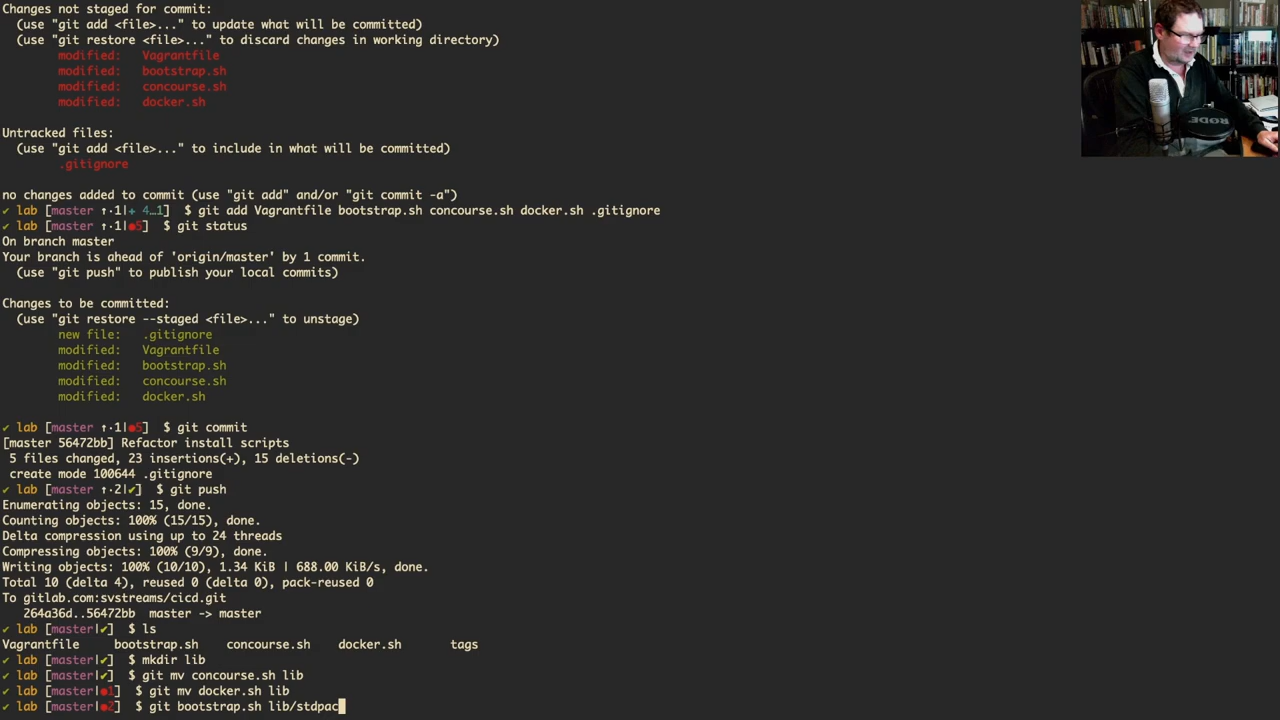 Changes not staged for commit:
(use "git add <file>..." to update what will be committed)
(use "git restore <file>..." to discard changes in working directory)
modified: Vagrantfile
modified: bootstrap.sh
modified: concourse.sh
modified: docker.sh
Untracked files:
(use "git add <file>..." to include in what will be committed)
.gitignore
no changes added to commit (use "git add" and/or "git commit -a")
✔ lab [master ↑·1|✚ 4…1] $ git add Vagrantfile bootstrap.sh concourse.sh docker.sh .gitignore
✔ lab [master ↑·1|●5] $ git status
On branch master
Your branch is ahead of 'origin/master' by 1 commit.
(use "git push" to publish your local commits)
Changes to be committed:
(use "git restore --staged <file>..." to unstage)
new file: .gitignore
modified: Vagrantfile
modified: bootstrap.sh
modified: concourse.sh
modified: docker.sh
✔ lab [master ↑·1|●5] $ git commit
[master 56472bb] Refactor install scripts
5 files changed, 23 insertions(+), 15 deletions(-)
create mode 100644 .gitignore
✔ lab [master ↑·2|✔] $ git push
Enumerating objects: 15, done.
Counting objects: 100% (15/15), done.
Delta compression using up to 24 threads
Compressing objects: 100% (9/9), done.
Writing objects: 100% (10/10), 1.34 KiB | 688.00 KiB/s, done.
Total 10 (delta 4), reused 0 (delta 0), pack-reused 0
To gitlab.com:svstreams/cicd.git
264a36d..56472bb master -> master
✔ lab [master|✔] $ ls
Vagrantfile bootstrap.sh concourse.sh docker.sh tags
✔ lab [master|✔] $ mkdir lib
✔ lab [master|✔] $ git mv concourse.sh lib
✔ lab [master|●1] $ git mv docker.sh lib
✔ lab [master|●2] $ git bootstrap.sh lib/stdpac
RODE